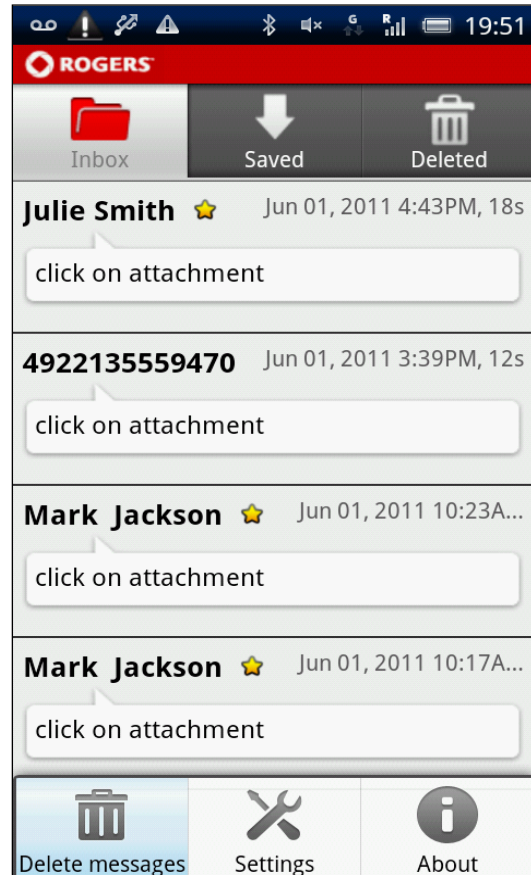 G R 19:51
ROGERS™
Inbox Saved Deleted
Julie Smith Jun 01, 2011 4:43PM, 18s
click on attachment
4922135559470 Jun 01, 2011 3:39PM, 12s
click on attachment
Mark Jackson Jun 01, 2011 10:23A...
click on attachment
Mark Jackson Jun 01, 2011 10:17A...
click on attachment
Delete messages Settings About